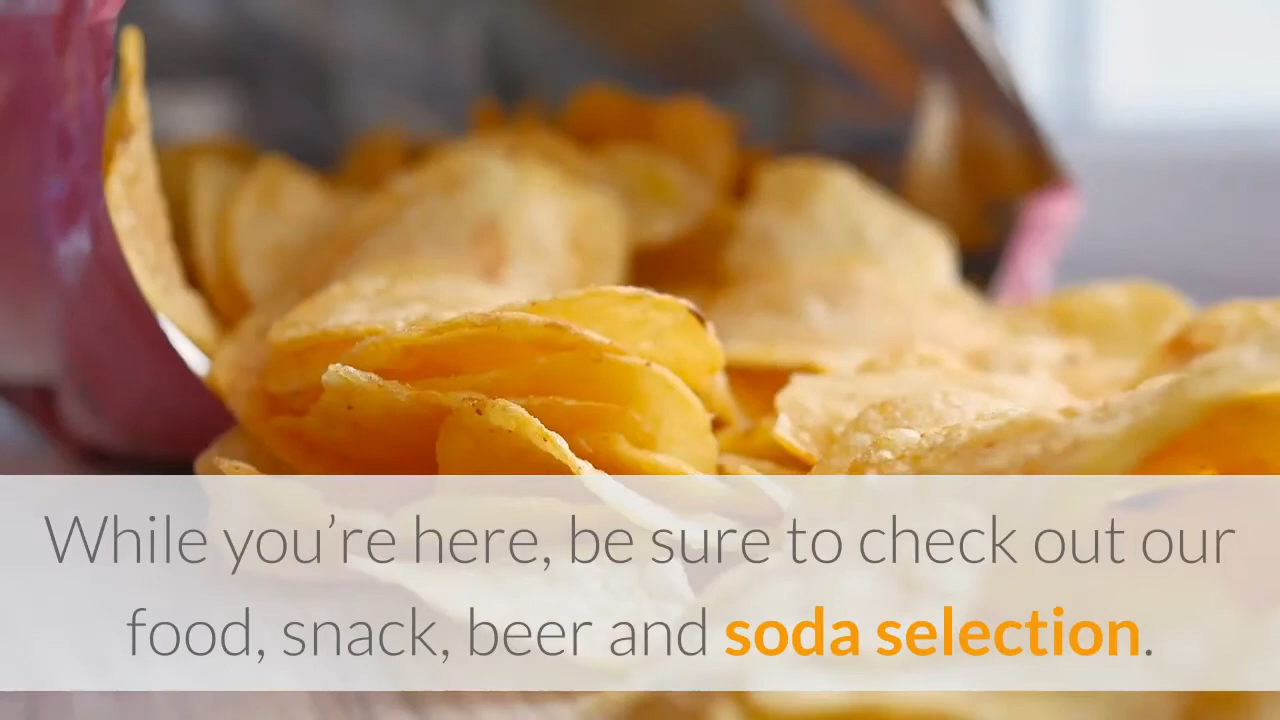 While you’re here, be sure to check out our
food, snack, beer and soda selection.